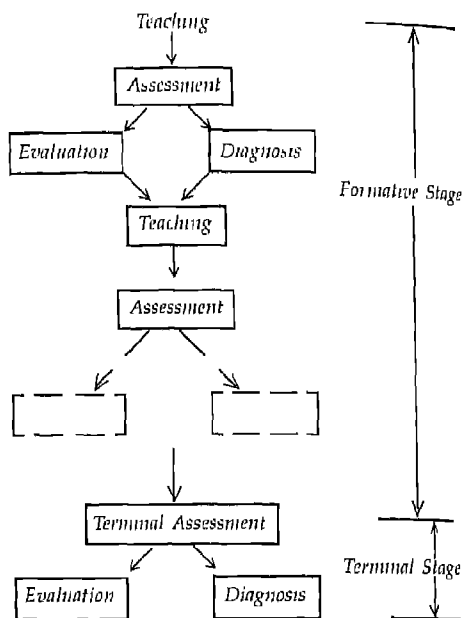 Teaching
Assessment
Evaluation
Diagnosis
Formative Stage
Teaching
Assessment
Terminal Assessment
Terminal Stage
Evaluation
Diagnosis